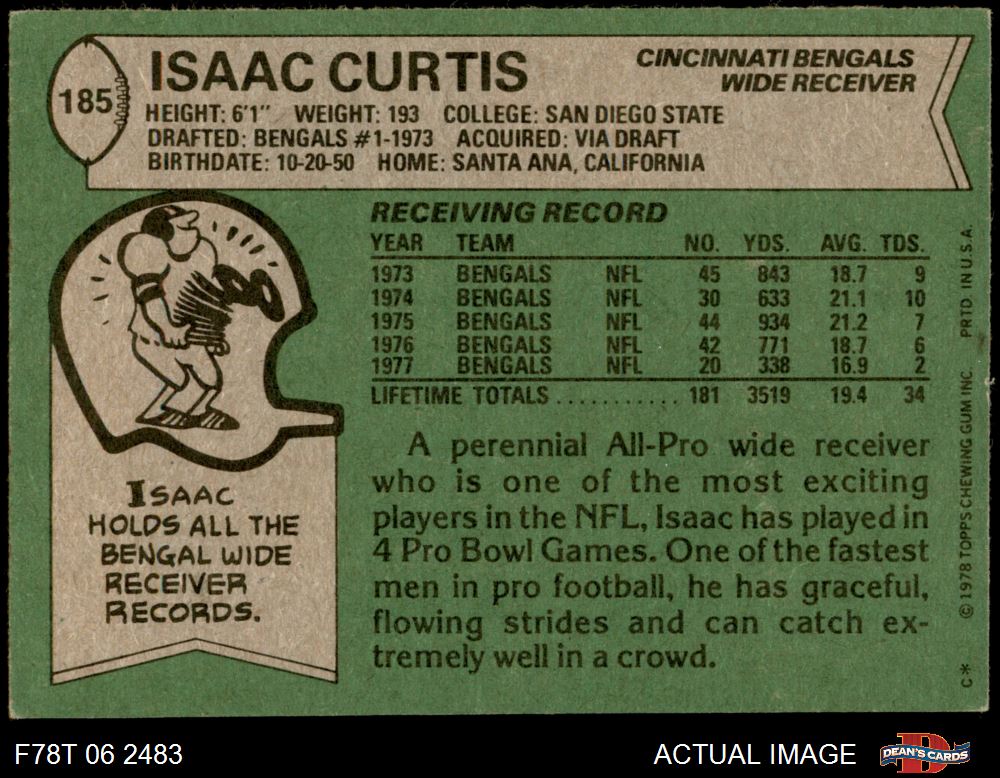 185
ISAAC CURTIS
CINCINNATI BENGALS
WIDE RECEIVER
HEIGHT: 6'1" WEIGHT: 193 COLLEGE: SAN DIEGO STATE
DRAFTED: BENGALS #1-1973 ACQUIRED: VIA DRAFT
BIRTHDATE: 10-20-50 HOME: SANTA ANA, CALIFORNIA
RECEIVING RECORD
YEAR TEAM NO. YDS. AVG. TDS.
1973 BENGALS NFL 45 843 18.7 9
1974 BENGALS NFL 30 633 21.1 10
1975 BENGALS NFL 44 934 21.2 7
1976 BENGALS NFL 42 771 18.7 6
1977 BENGALS NFL 20 338 16.9 2
LIFETIME TOTALS ........... 181 3519 19.4 34
ISAAC
HOLDS ALL THE
BENGAL WIDE
RECEIVER
RECORDS.
A perennial All-Pro wide receiver
who is one of the most exciting
players in the NFL, Isaac has played in
4 Pro Bowl Games. One of the fastest
men in pro football, he has graceful,
flowing strides and can catch ex-
tremely well in a crowd.
C* © 1978 TOPPS CHEWING GUM INC. PRTD. IN U.S.A.
F78T 06 2483
ACTUAL IMAGE
D
DEAN'S CARDS